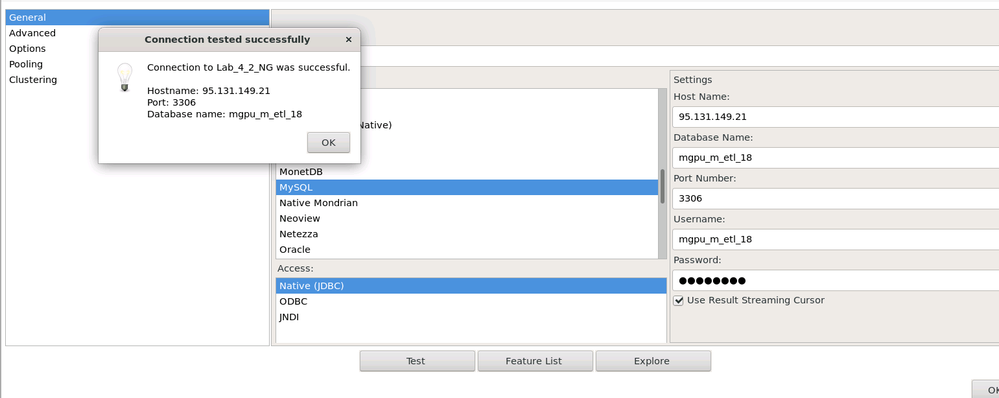 General
Advanced
Options
Pooling
Clustering
Connection tested successfully
×
Connection to Lab_4_2_NG was successful.
Hostname: 95.131.149.21
Port: 3306
Database name: mgpu_m_etl_18
OK
Native)
MonetDB
MySQL
Native Mondrian
Neoview
Netezza
Oracle
Access:
Native (JDBC)
ODBC
JNDI
Settings
Host Name:
95.131.149.21
Database Name:
mgpu_m_etl_18
Port Number:
3306
Username:
mgpu_m_etl_18
Password:
●●●●●●●●
Use Result Streaming Cursor
Test
Feature List
Explore
OK